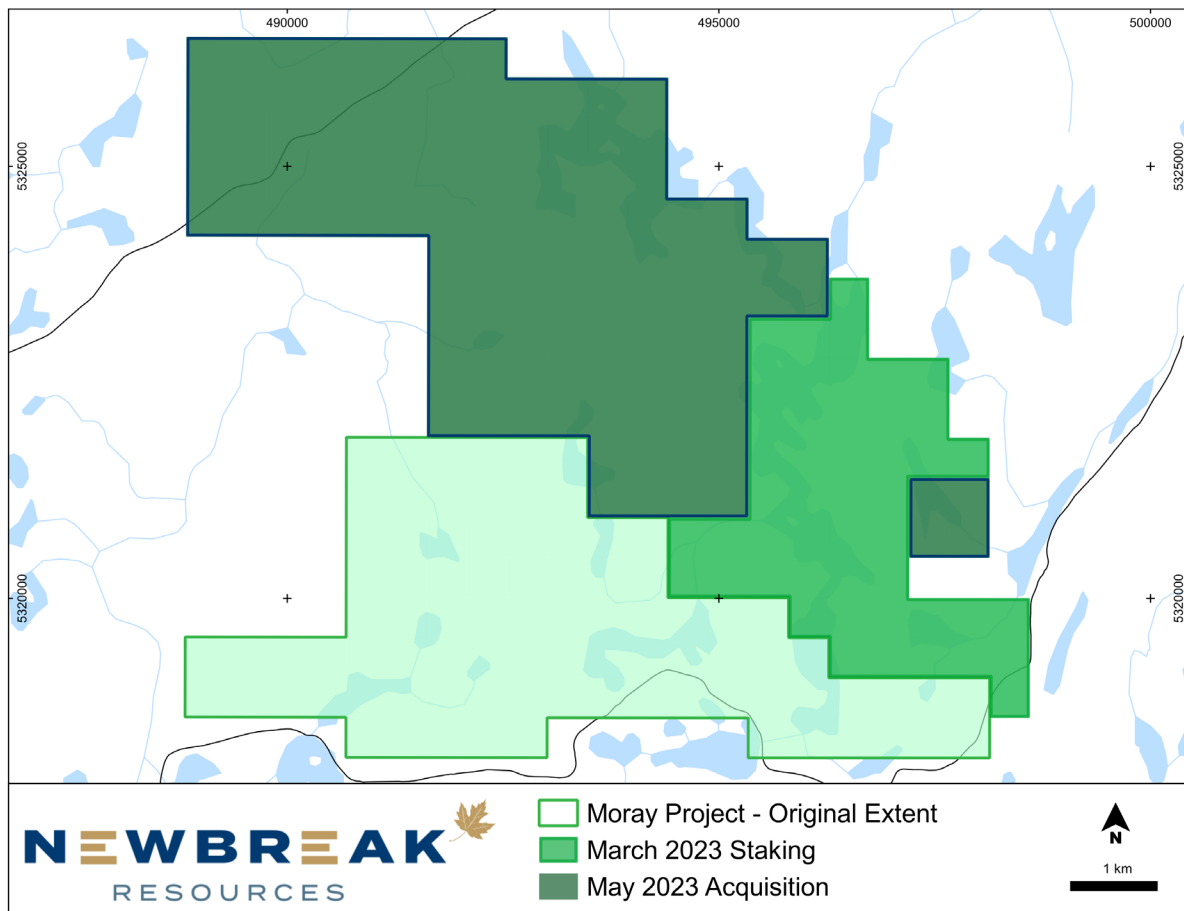 490000
495000
500000
5325000
5325000
5320000
5320000
NEWBREAK
RESOURCES
Moray Project - Original Extent
March 2023 Staking
May 2023 Acquisition
N
1 km